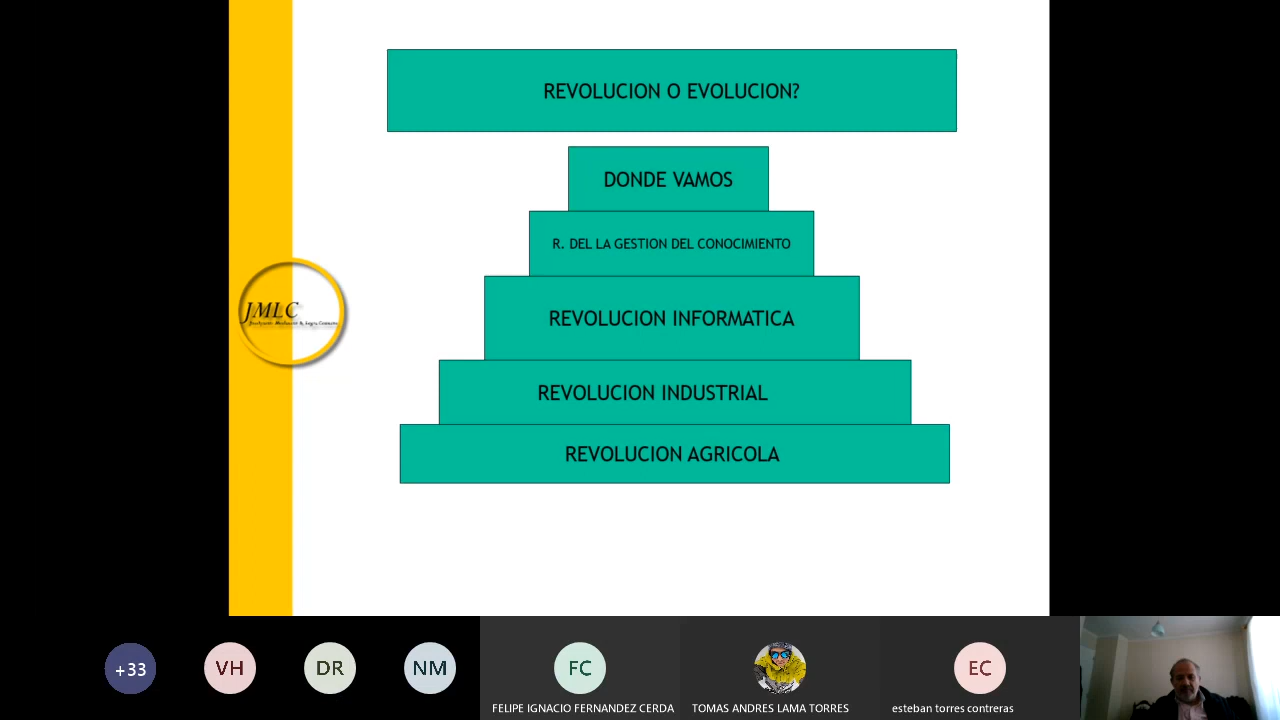 REVOLUCION O EVOLUCION?
DONDE VAMOS
R. DEL LA GESTION DEL CONOCIMIENTO
JMLC
REVOLUCION INFORMATICA
REVOLUCION INDUSTRIAL
REVOLUCION AGRICOLA
+33
VH
DR
NM
FC
EC
FELIPE IGNACIO FERNANDEZ CERDA
TOMAS ANDRES LAMA TORRES
esteban torres contreras